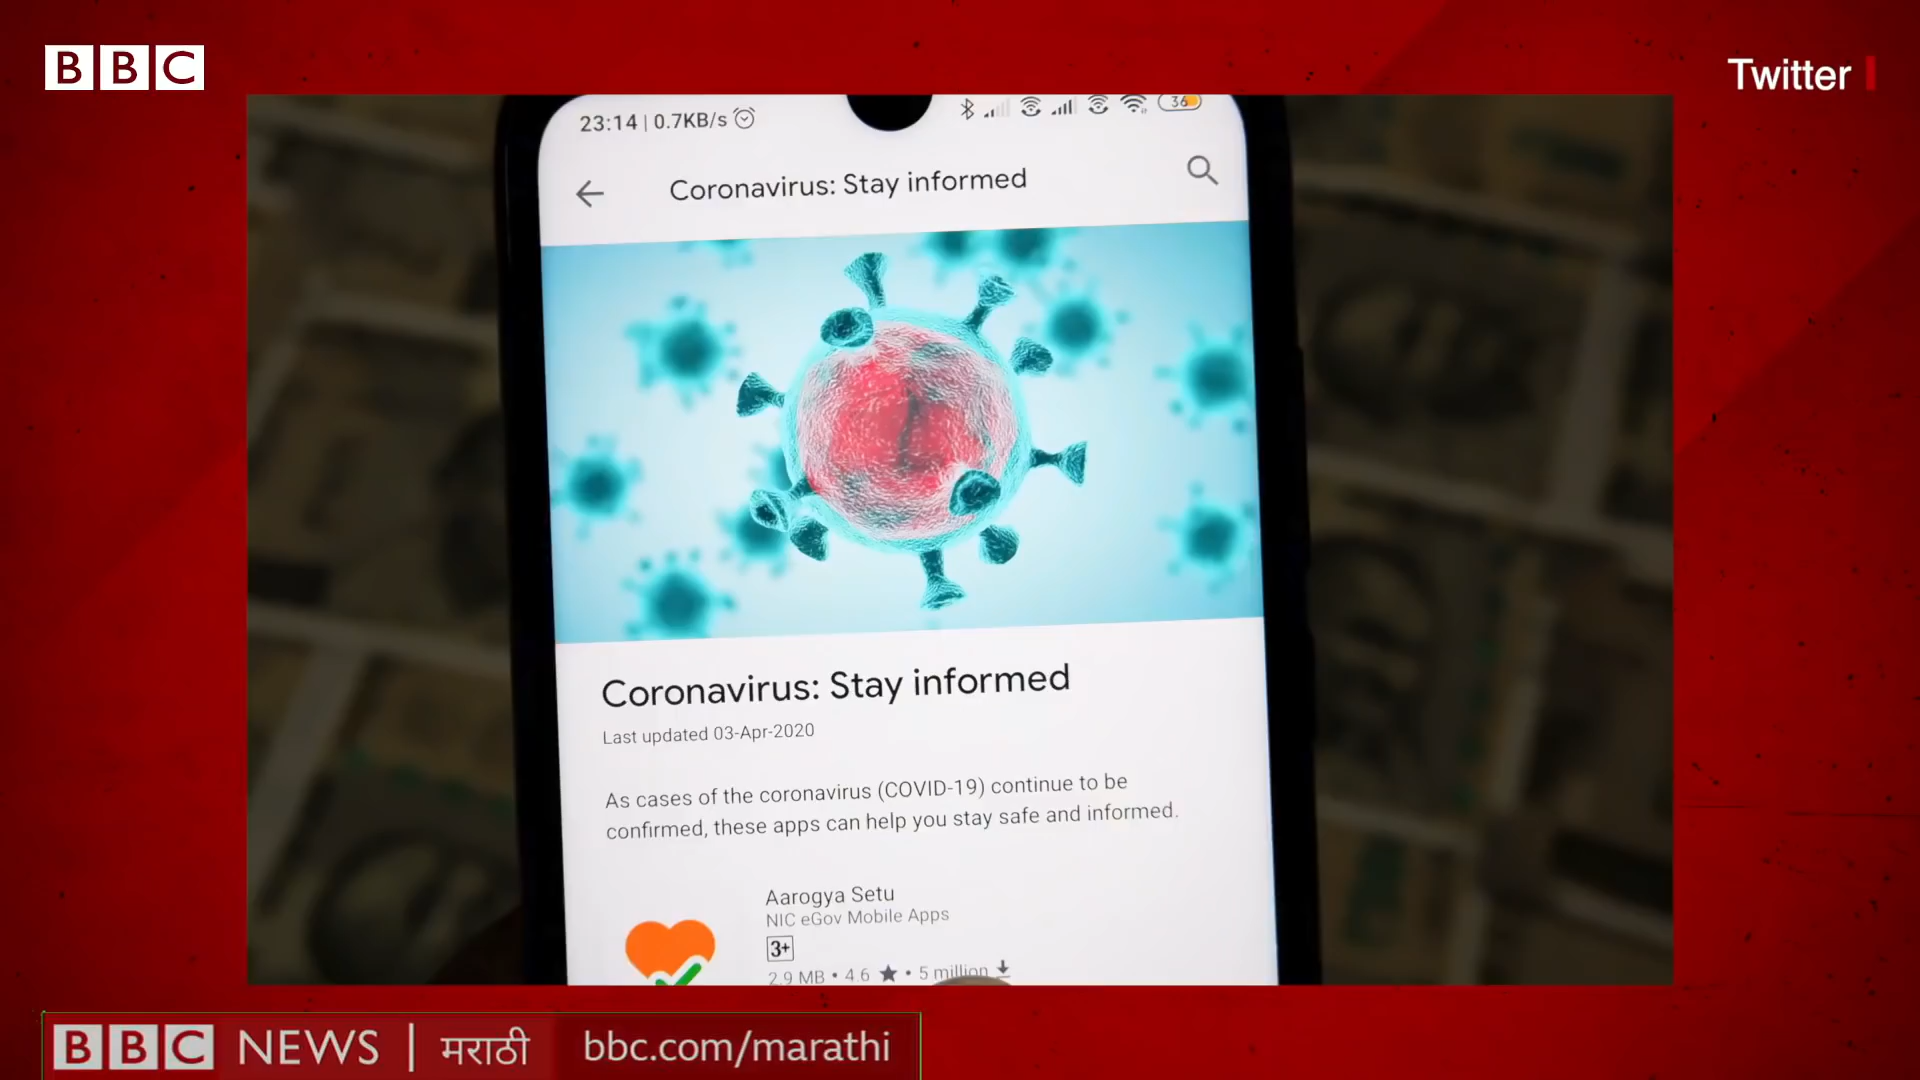 BBC
Twitter
23:14 | 0.7KB/s
36
Coronavirus: Stay informed
Coronavirus: Stay informed
Last updated 03-Apr-2020
As cases of the coronavirus (COVID-19) continue to be
confirmed, these apps can help you stay safe and informed.
Aarogya Setu
NIC eGov Mobile Apps
3+
2.9 MB • 4.6 ★ • 5 million
BBC NEWS | मराठी bbc.com/marathi